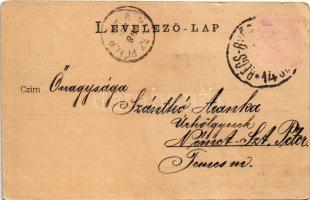 LEVELEZŐ-LAP
Czim Őnagysága
Szánthó Aranka
Úrhölgynek
Német-Szt. Péter
Temes m.